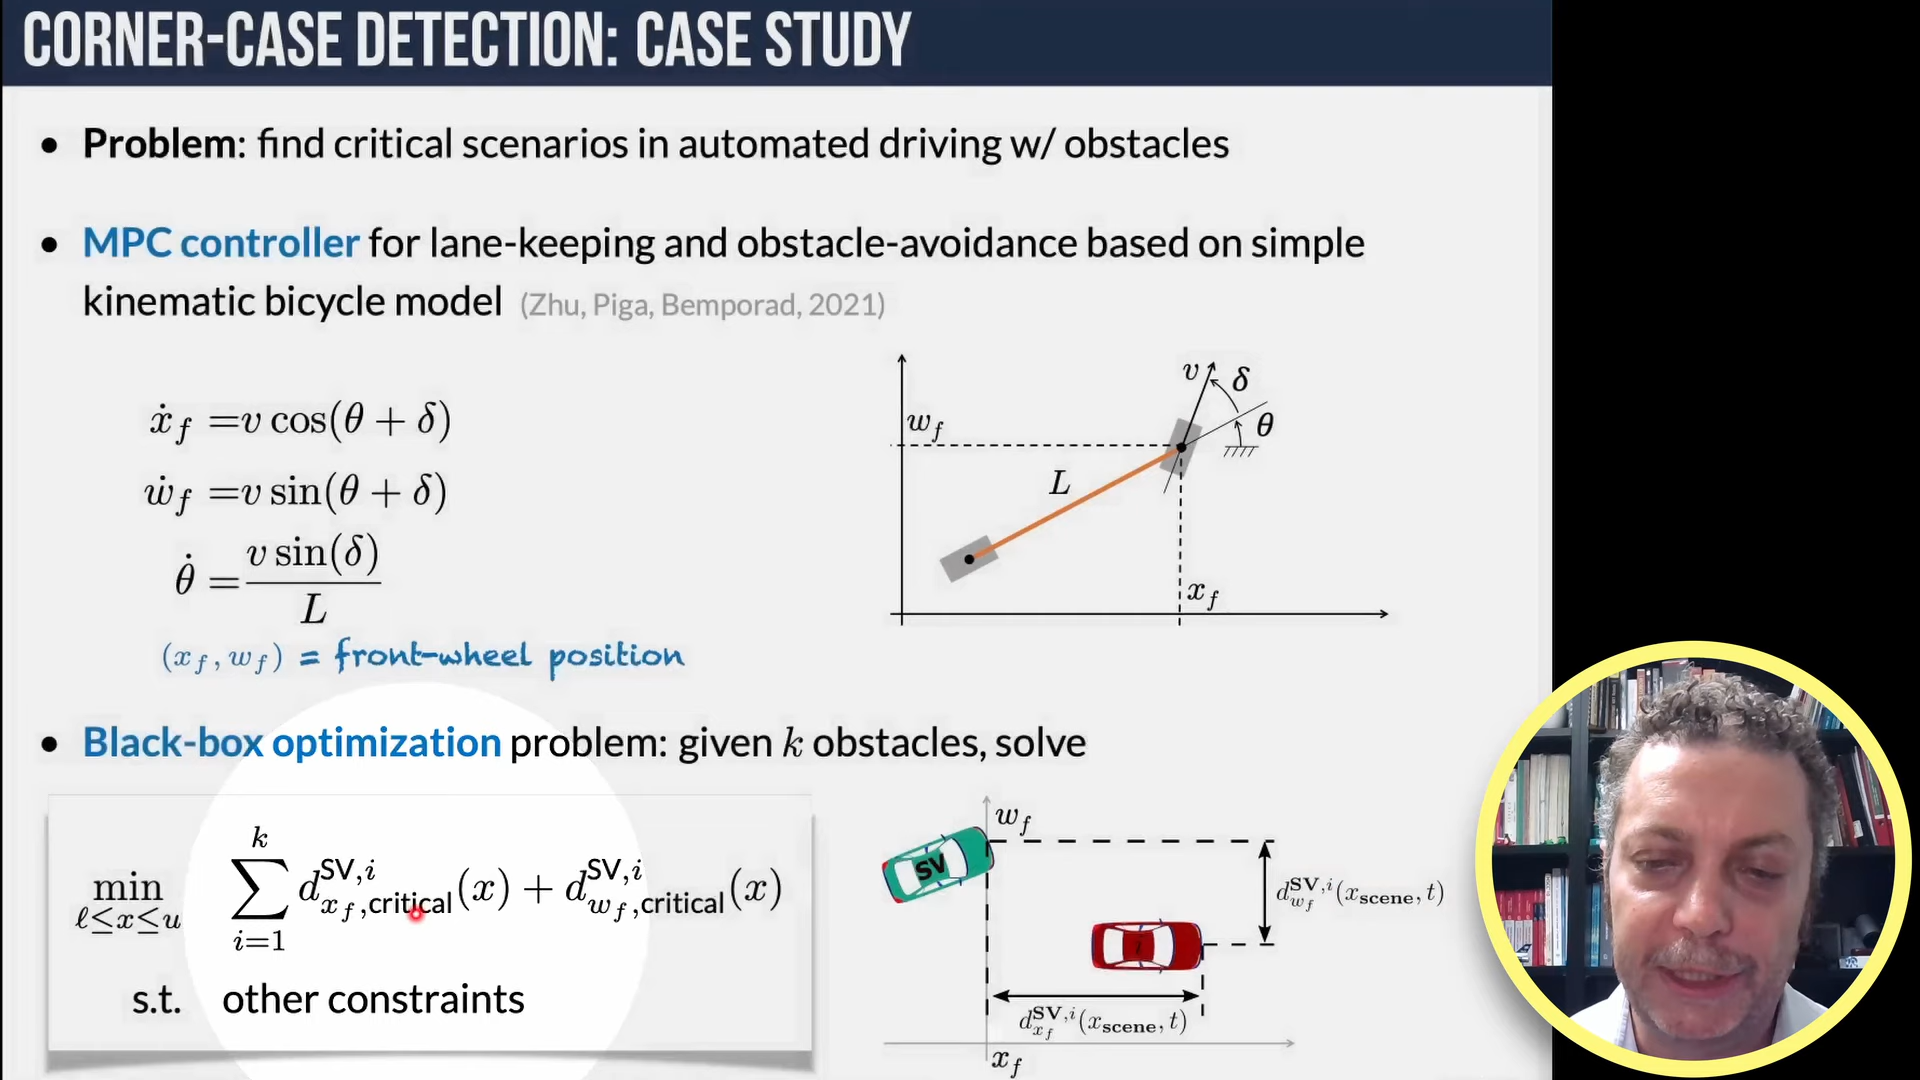 CORNER-CASE DETECTION: CASE STUDY
• Problem: find critical scenarios in automated driving w/ obstacles
• MPC controller for lane-keeping and obstacle-avoidance based on simple
kinematic bicycle model (Zhu, Piga, Bemporad, 2021)
ẋ_f = v cos(θ + δ)
ẇ_f = v sin(θ + δ)
θ̇ = v sin(δ) / L
(x_f, w_f) = front-wheel position
w_f
v
δ
θ
L
x_f
• Black-box optimization problem: given k obstacles, solve
min_{ℓ≤x≤u} ∑_{i=1}^{k} d^{SV,i}_{x_f,critical}(x) + d^{SV,i}_{w_f,critical}(x)
s.t. other constraints
w_f
SV
i
d^{SV,i}_{w_f}(x_scene, t)
d^{SV,i}_{x_f}(x_scene, t)
x_f